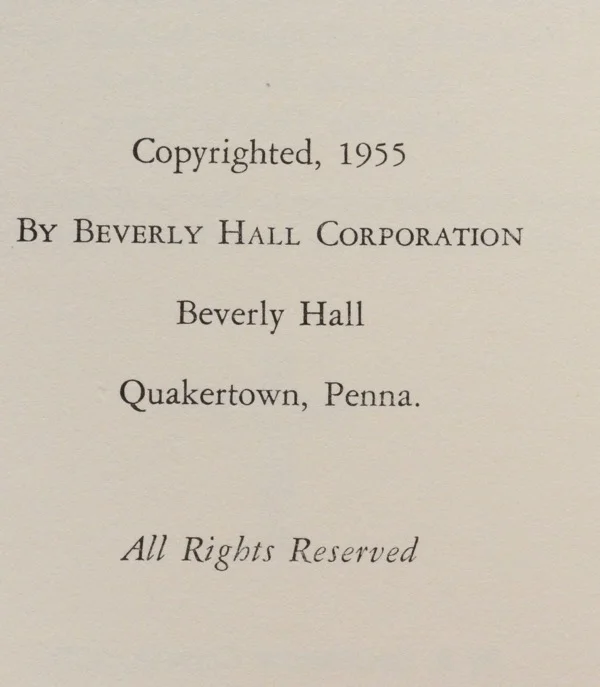 Copyrighted, 1955
By Beverly Hall Corporation
Beverly Hall
Quakertown, Penna.
All Rights Reserved